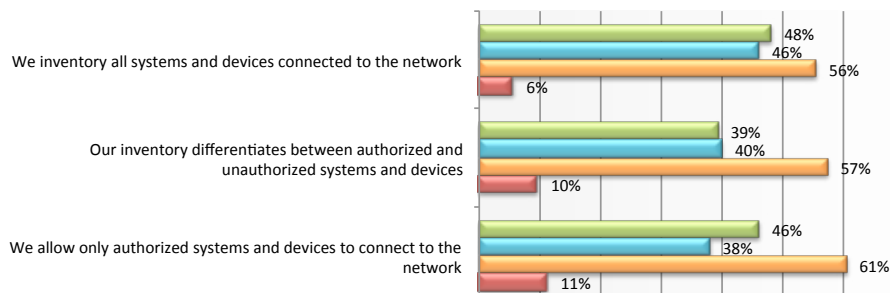 48%
We inventory all systems and devices connected to the network
46%
56%
6%
39%
Our inventory differentiates between authorized and
40%
unauthorized systems and devices
57%
10%
46%
We allow only authorized systems and devices to connect to the
38%
network
61%
11%